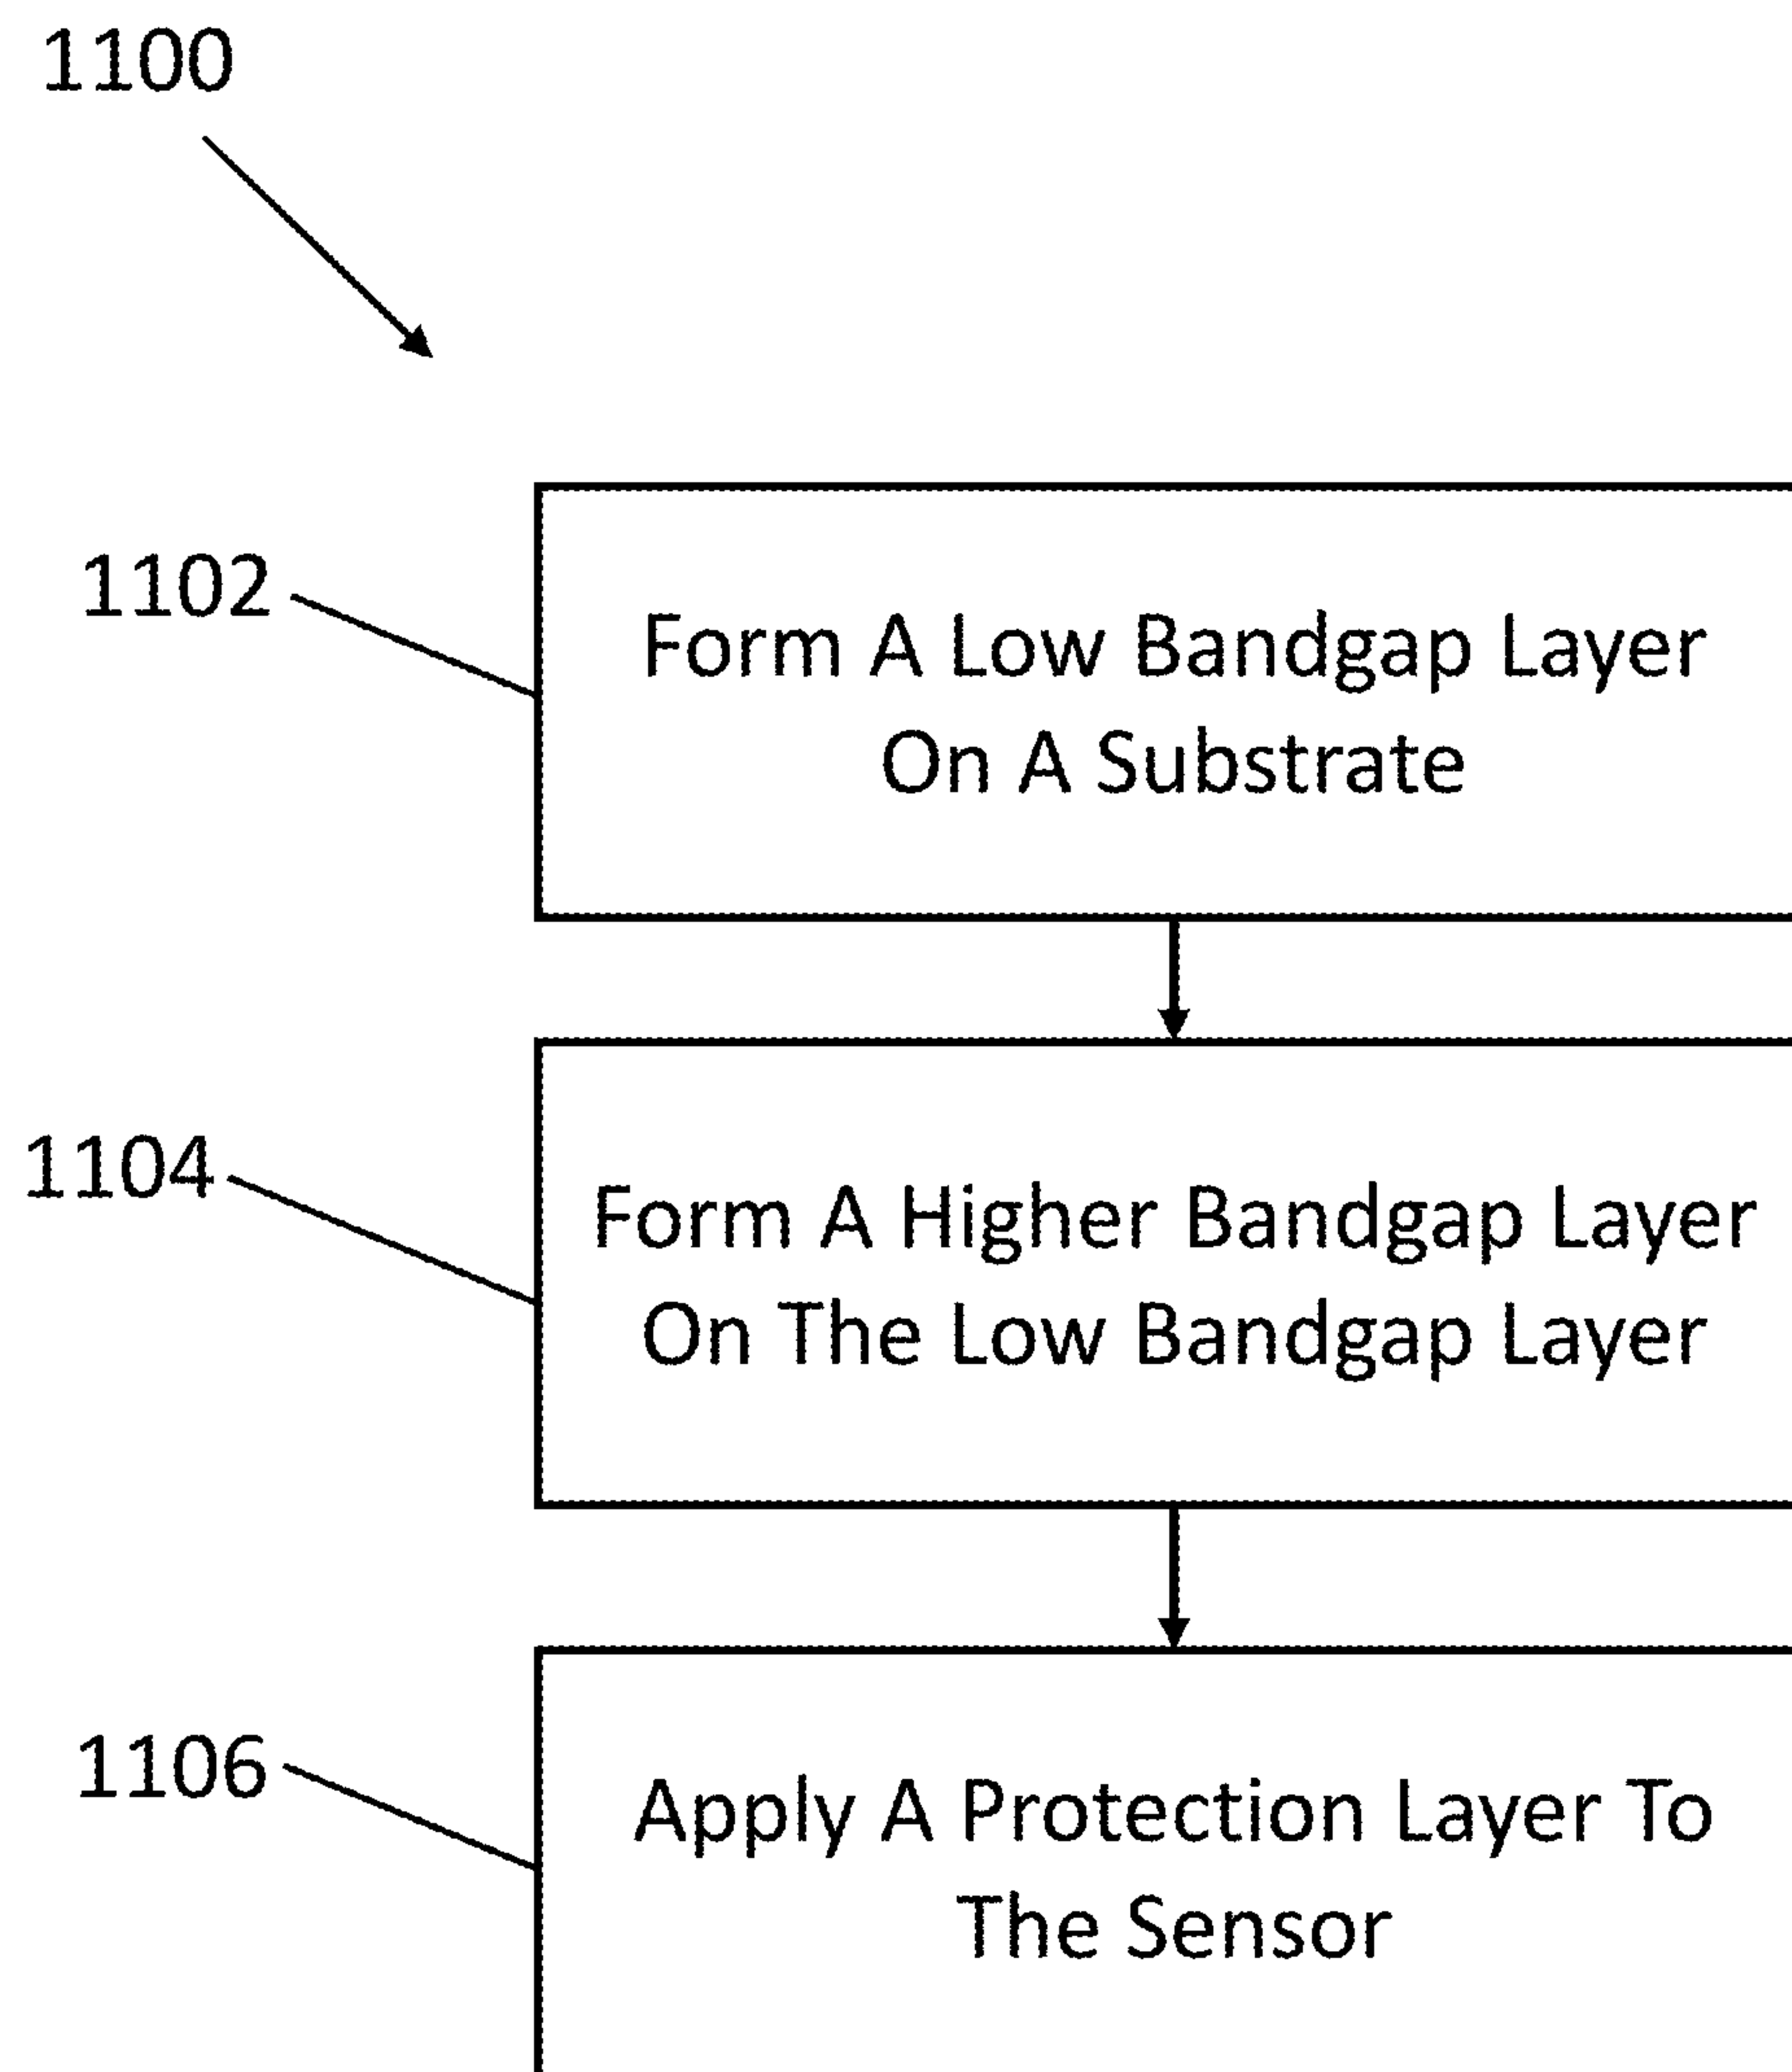 1100
1102
Form A Low Bandgap Layer
On A Substrate
1104
Form A Higher Bandgap Layer
On The Low Bandgap Layer
1106
Apply A Protection Layer To
The Sensor